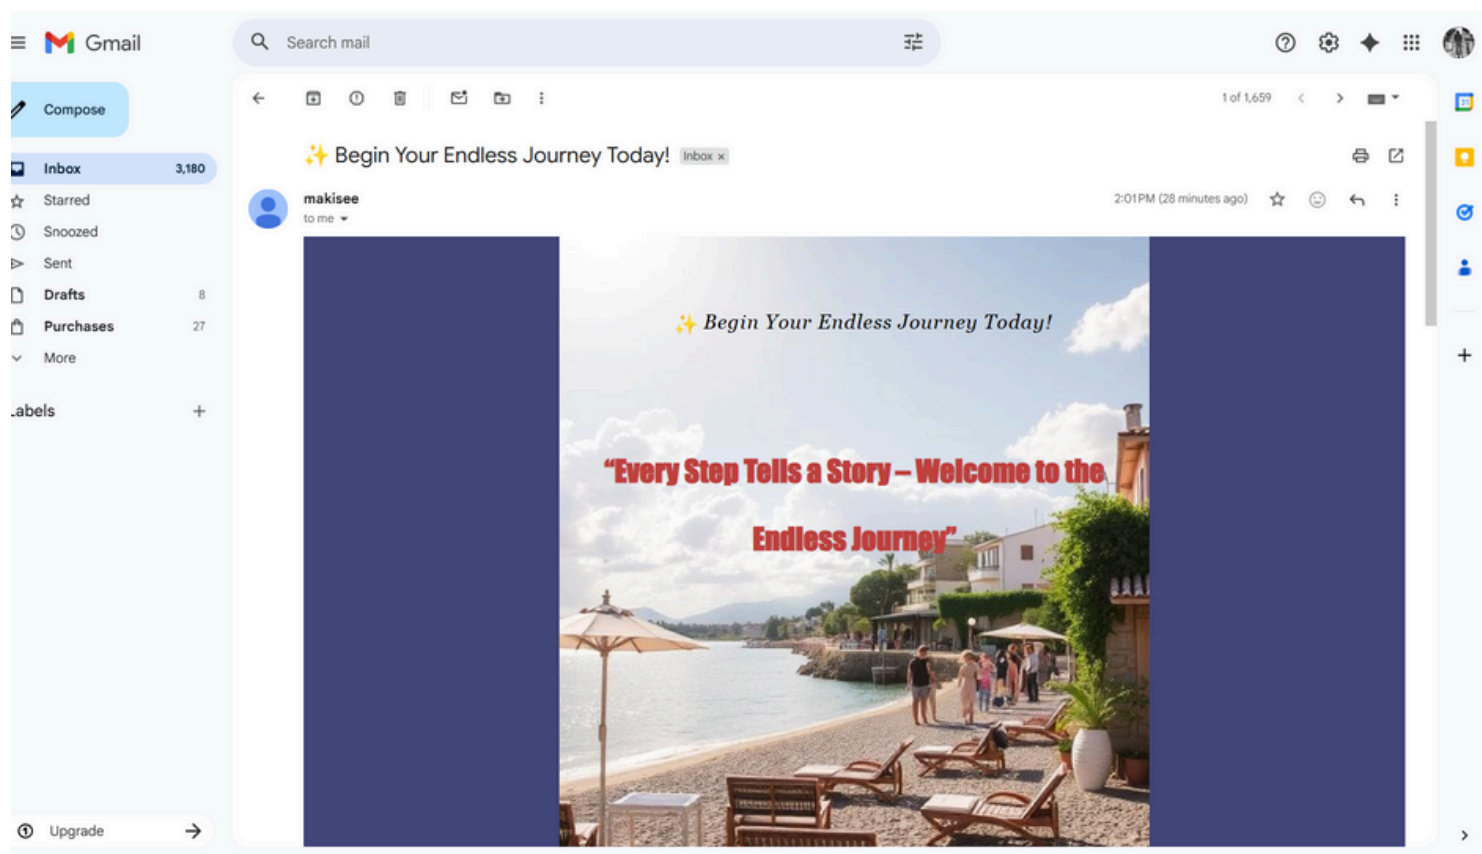 Gmail
Search mail
Compose
1 of 1,659
✨ Begin Your Endless Journey Today!
Inbox ×
Inbox 3,180
Starred
Snoozed
Sent
Drafts 8
Purchases 27
More
Labels
makisee
2:01 PM (28 minutes ago)
to me
✨ Begin Your Endless Journey Today!
“Every Step Tells a Story – Welcome to the
Endless Journey”
Upgrade
31